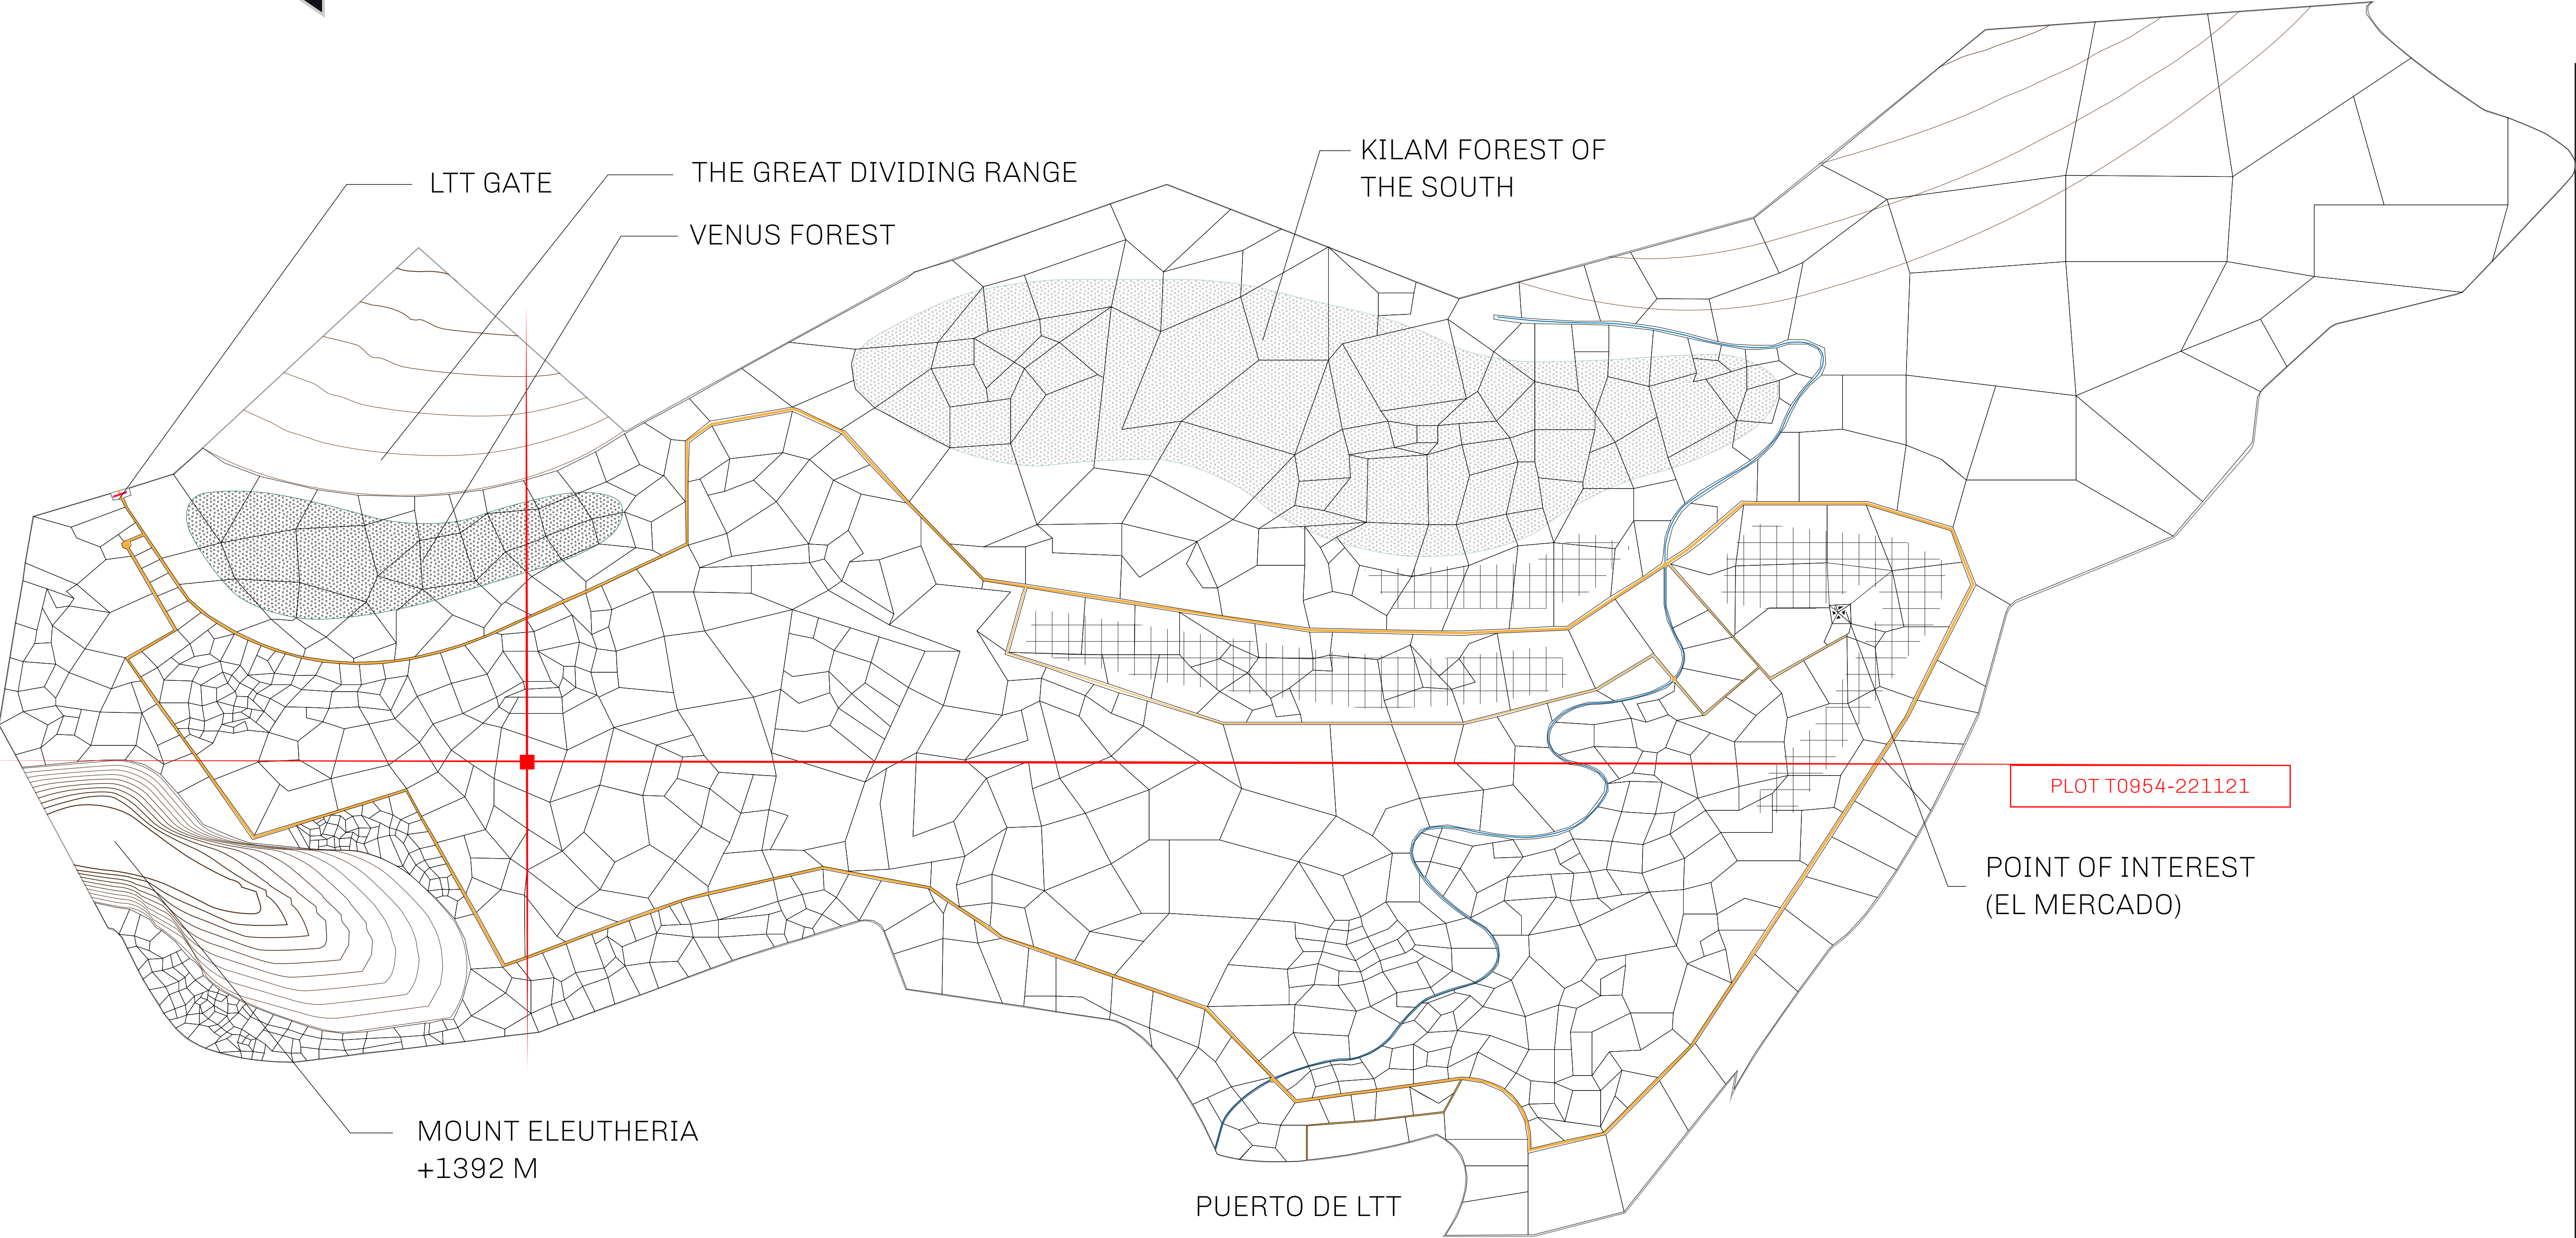 KILAM FOREST OF
THE SOUTH
THE GREAT DIVIDING RANGE
LTT GATE
VENUS FOREST
PLOT T0954-221121
POINT OF INTEREST
(EL MERCADO)
MOUNT ELEUTHERIA
+1392 M
PUERTO DE LTT